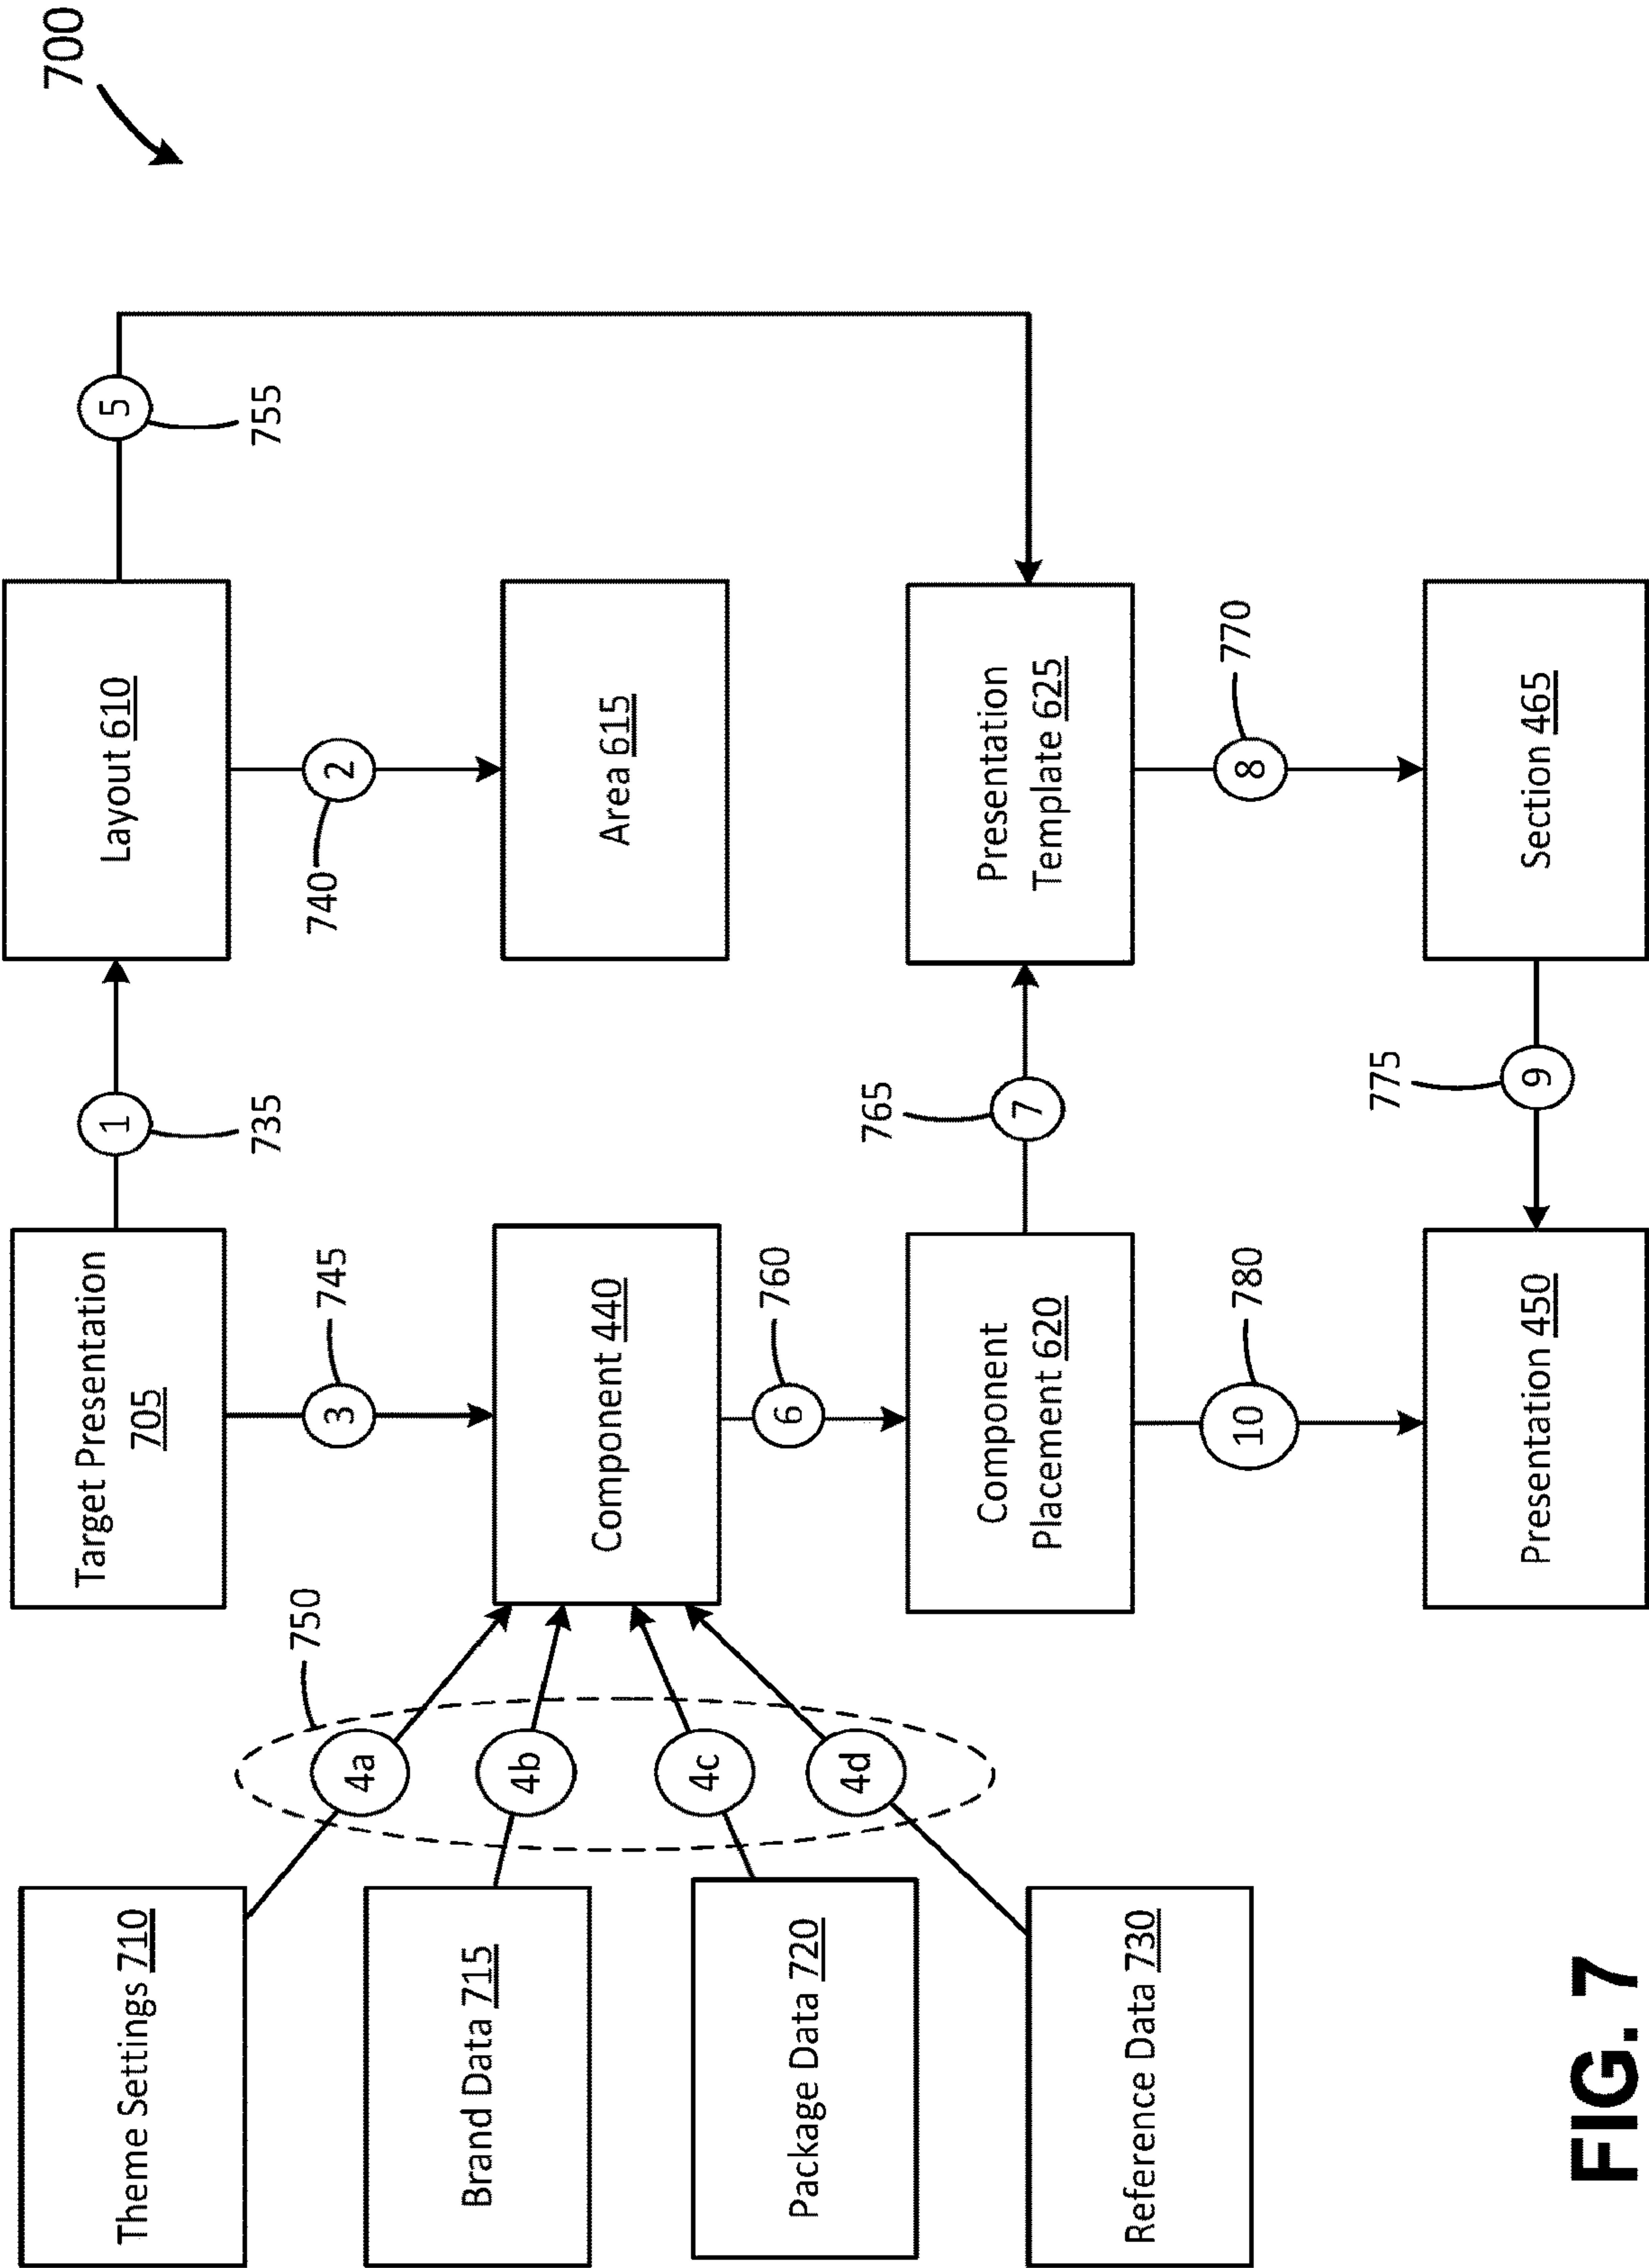 700
Theme Settings 710
Brand Data 715
Package Data 720
Reference Data 730
750
4a
4b
4c
4d
Target Presentation
705
1
735
Layout 610
5
755
3
745
2
740
Component 440
Area 615
6
760
Component
Placement 620
7
765
Presentation
Template 625
10
780
8
770
Presentation 450
9
775
Section 465
FIG. 7